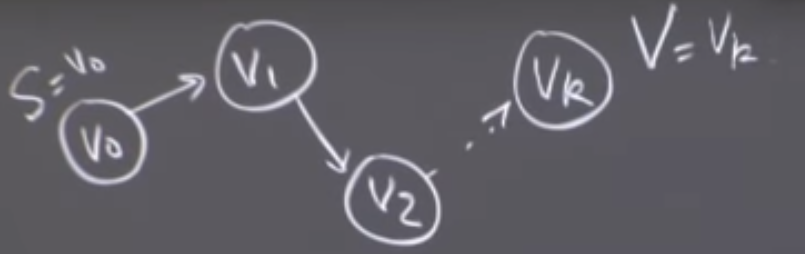 S = v0
v0
v1
v2
vk
V = vk